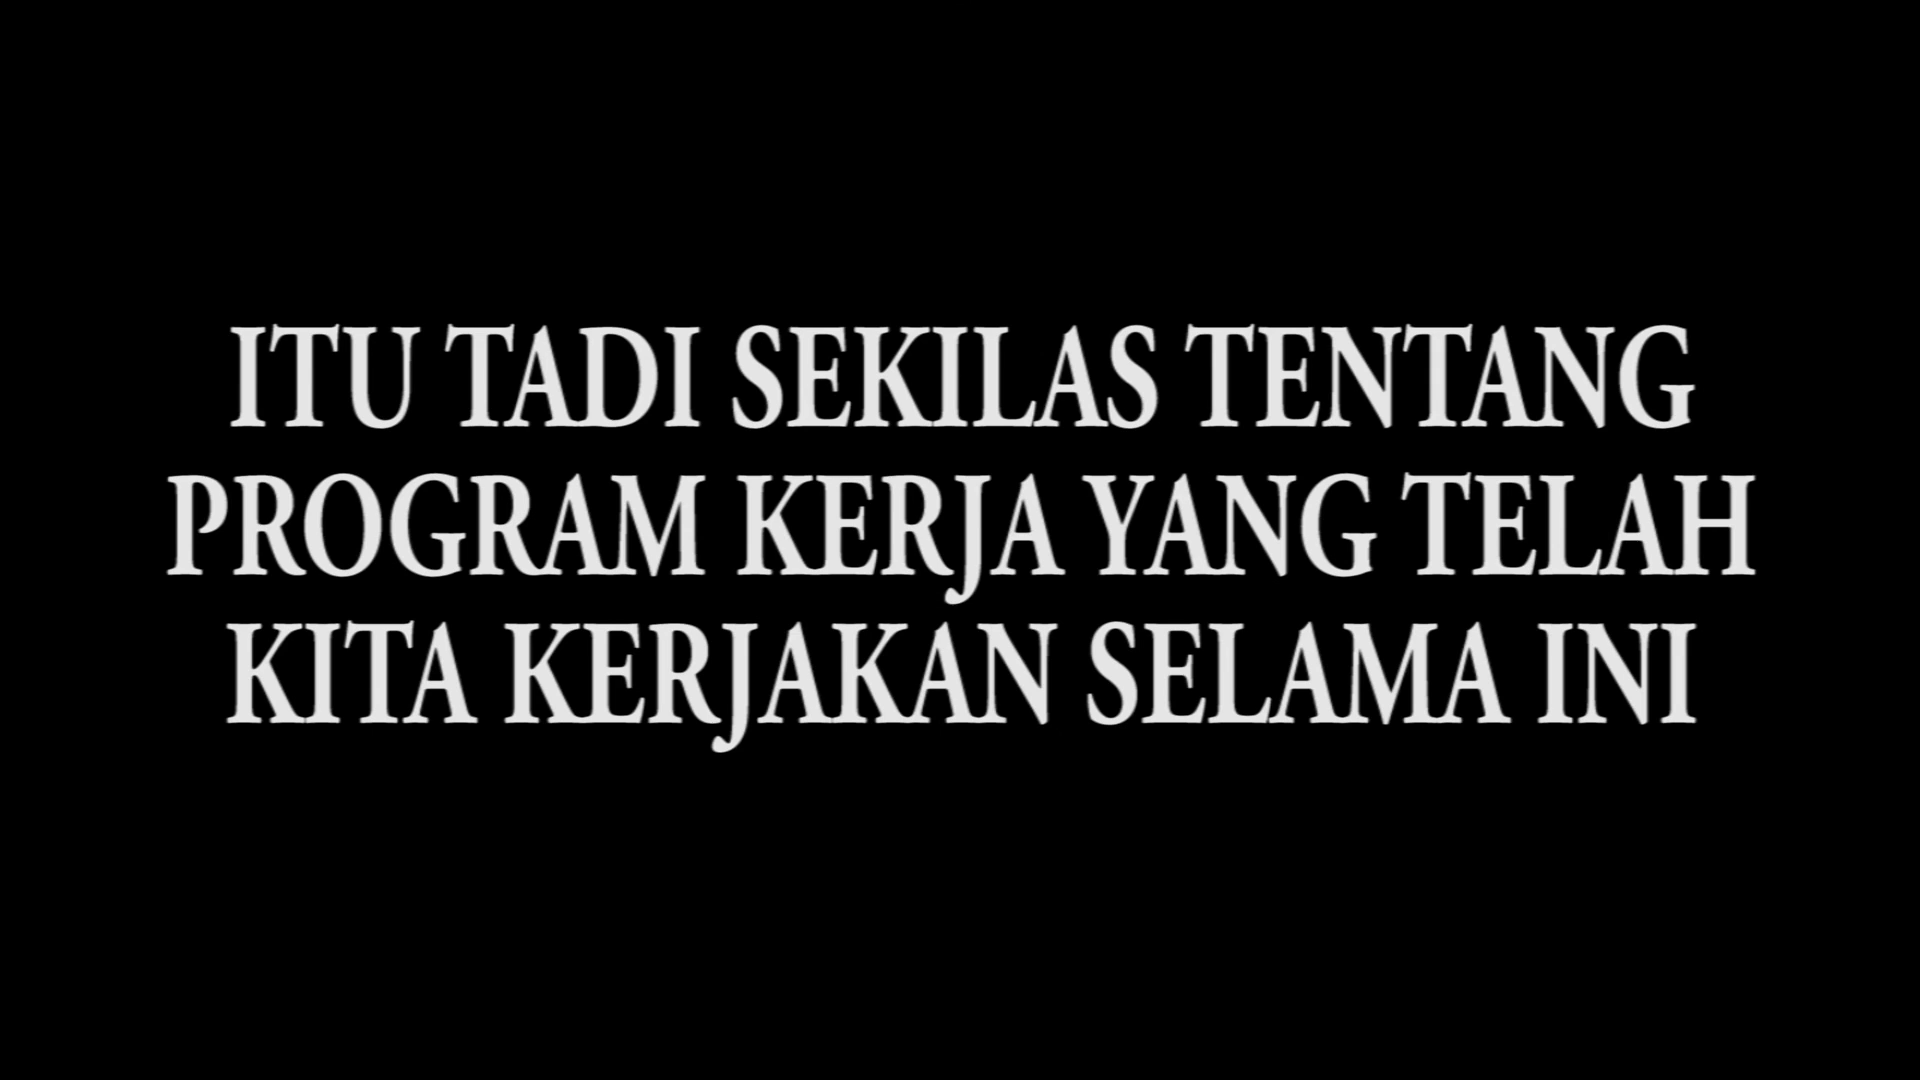 ITU TADI SEKILAS TENTANG
PROGRAM KERJA YANG TELAH
KITA KERJAKAN SELAMA INI